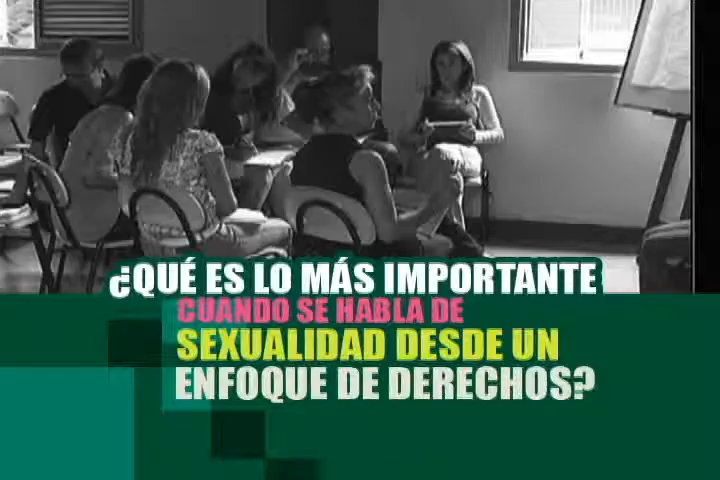 ¿QUÉ ES LO MÁS IMPORTANTE
CUANDO SE HABLA DE
SEXUALIDAD DESDE UN
ENFOQUE DE DERECHOS?